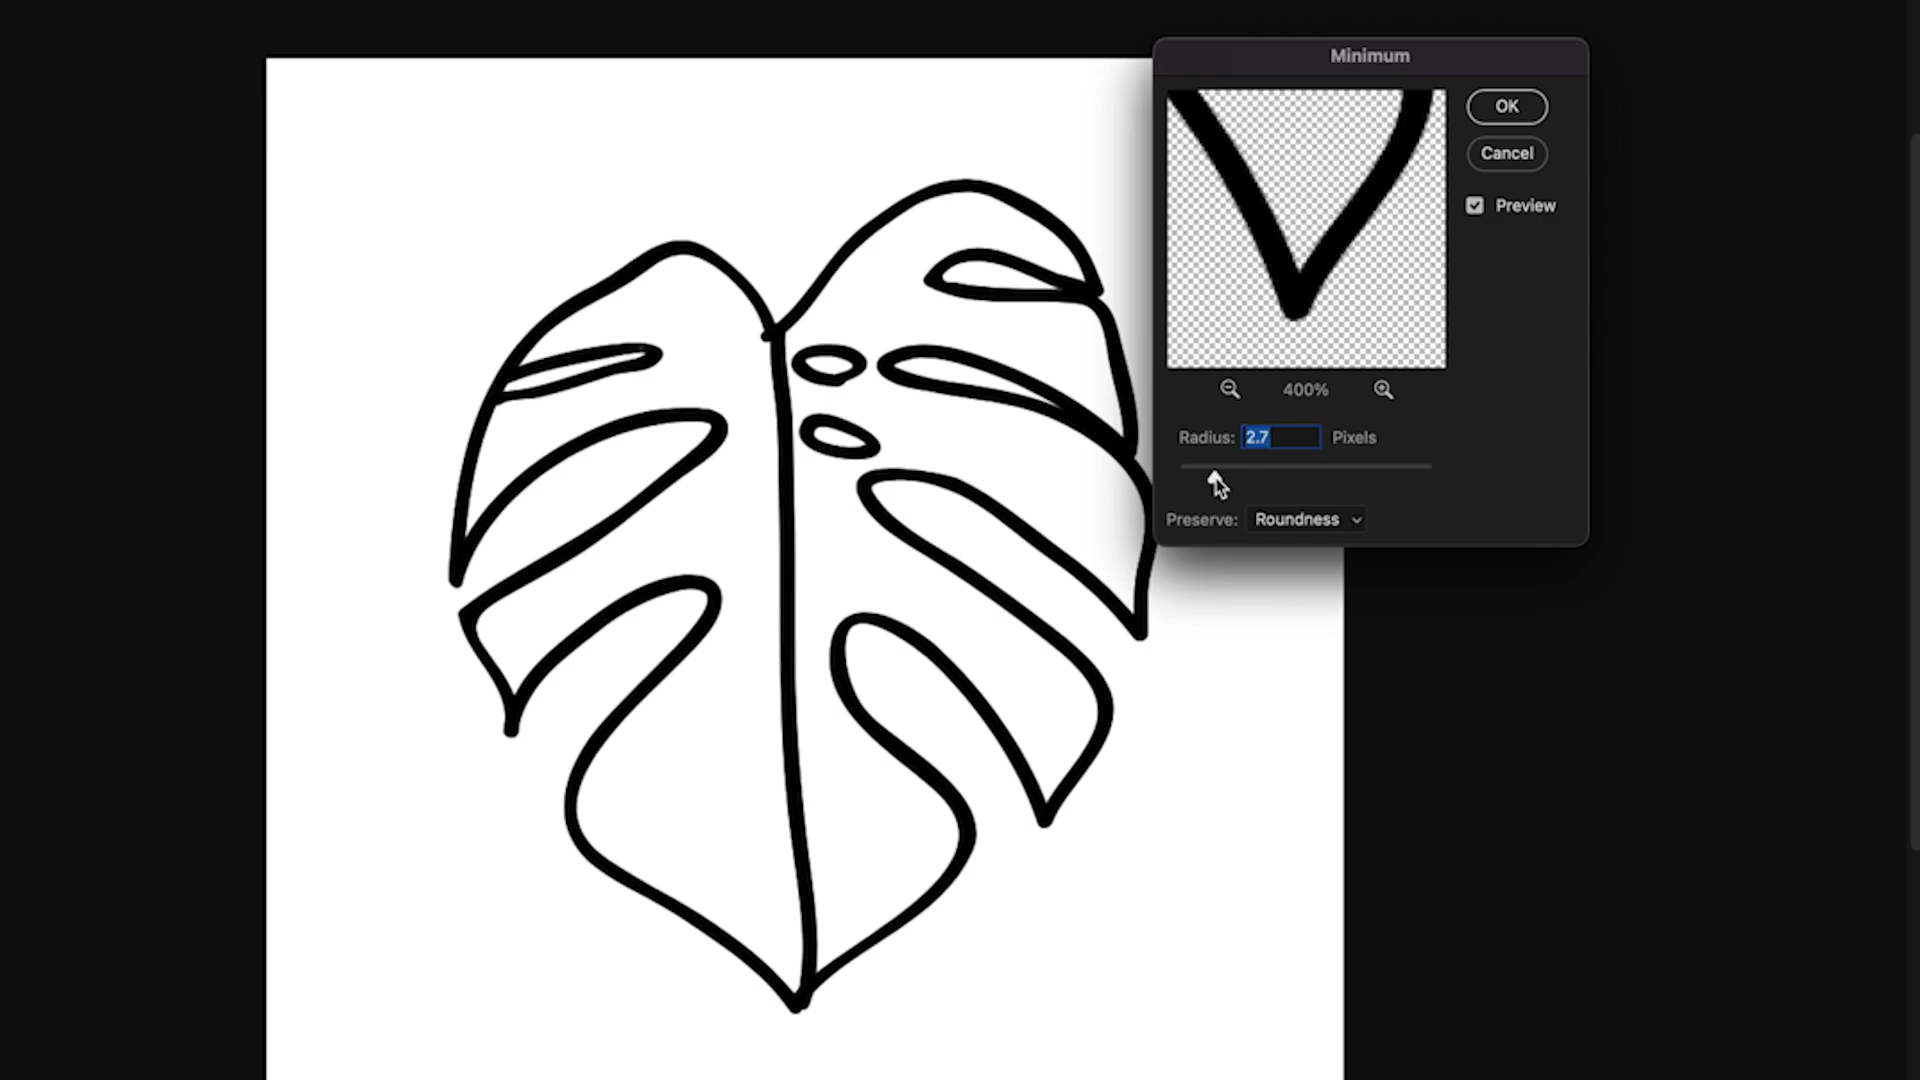 Minimum
OK
Cancel
Preview
400%
Radius: 2.7 Pixels
Preserve: Roundness